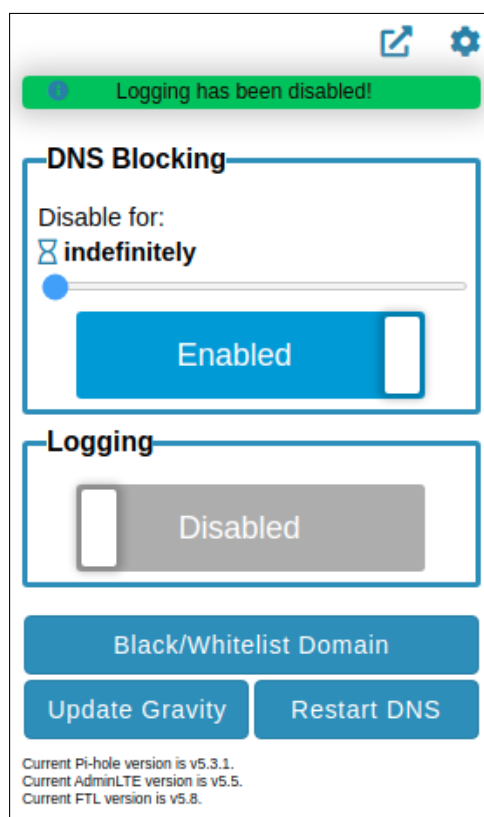 Logging has been disabled!
DNS Blocking
Disable for:
indefinitely
Enabled
Logging
Disabled
Black/Whitelist Domain
Update Gravity
Restart DNS
Current Pi-hole version is v5.3.1.
Current AdminLTE version is v5.5.
Current FTL version is v5.8.